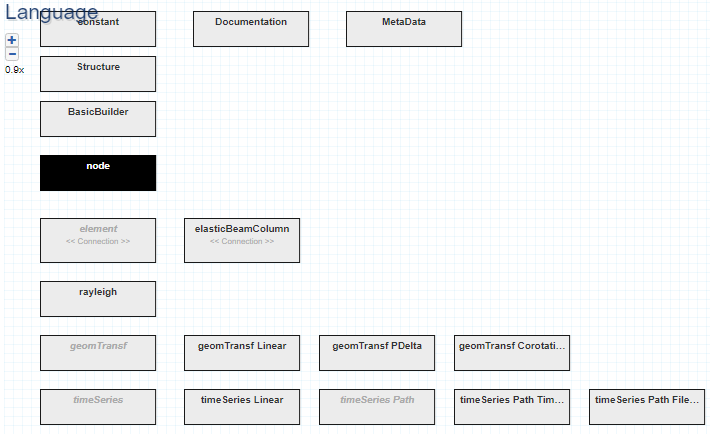 Language
constant
Documentation
MetaData
+
−
0.9x
Structure
BasicBuilder
node
element
<< Connection >>
elasticBeamColumn
<< Connection >>
rayleigh
geomTransf
geomTransf Linear
geomTransf PDelta
geomTransf Corotati...
timeSeries
timeSeries Linear
timeSeries Path
timeSeries Path Tim...
timeSeries Path File...